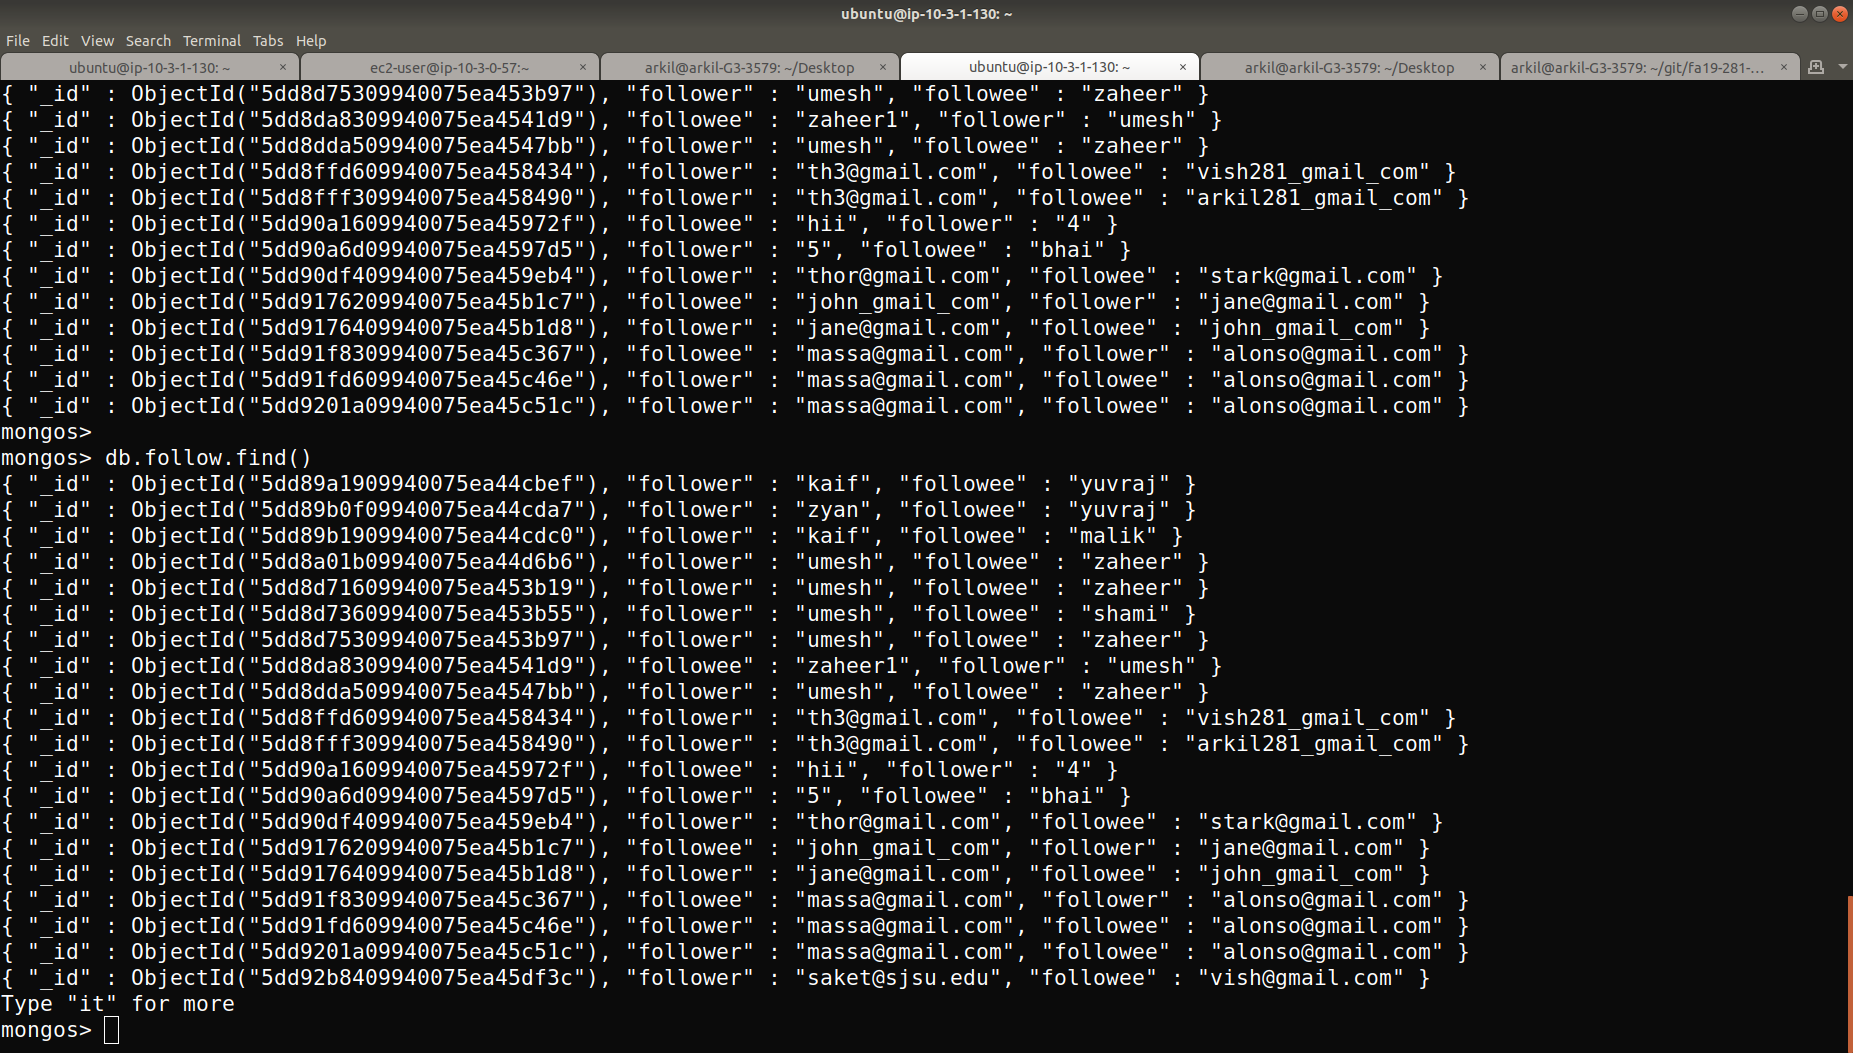 ubuntu@ip-10-3-1-130: ~
File Edit View Search Terminal Tabs Help
ubuntu@ip-10-3-1-130: ~ × ec2-user@ip-10-3-0-57:~ × arkil@arkil-G3-3579: ~/Desktop × ubuntu@ip-10-3-1-130: ~ × arkil@arkil-G3-3579: ~/Desktop × arkil@arkil-G3-3579: ~/git/fa19-281-... ×
{ "_id" : ObjectId("5dd8d75309940075ea453b97"), "follower" : "umesh", "followee" : "zaheer" }
{ "_id" : ObjectId("5dd8da8309940075ea4541d9"), "followee" : "zaheer1", "follower" : "umesh" }
{ "_id" : ObjectId("5dd8dda509940075ea4547bb"), "follower" : "umesh", "followee" : "zaheer" }
{ "_id" : ObjectId("5dd8ffd609940075ea458434"), "follower" : "th3@gmail.com", "followee" : "vish281_gmail_com" }
{ "_id" : ObjectId("5dd8fff309940075ea458490"), "follower" : "th3@gmail.com", "followee" : "arkil281_gmail_com" }
{ "_id" : ObjectId("5dd90a1609940075ea45972f"), "followee" : "hii", "follower" : "4" }
{ "_id" : ObjectId("5dd90a6d09940075ea4597d5"), "follower" : "5", "followee" : "bhai" }
{ "_id" : ObjectId("5dd90df409940075ea459eb4"), "follower" : "thor@gmail.com", "followee" : "stark@gmail.com" }
{ "_id" : ObjectId("5dd9176209940075ea45b1c7"), "followee" : "john_gmail_com", "follower" : "jane@gmail.com" }
{ "_id" : ObjectId("5dd9176409940075ea45b1d8"), "follower" : "jane@gmail.com", "followee" : "john_gmail_com" }
{ "_id" : ObjectId("5dd91f8309940075ea45c367"), "followee" : "massa@gmail.com", "follower" : "alonso@gmail.com" }
{ "_id" : ObjectId("5dd91fd609940075ea45c46e"), "follower" : "massa@gmail.com", "followee" : "alonso@gmail.com" }
{ "_id" : ObjectId("5dd9201a09940075ea45c51c"), "follower" : "massa@gmail.com", "followee" : "alonso@gmail.com" }
mongos>
mongos> db.follow.find()
{ "_id" : ObjectId("5dd89a1909940075ea44cbef"), "follower" : "kaif", "followee" : "yuvraj" }
{ "_id" : ObjectId("5dd89b0f09940075ea44cda7"), "follower" : "zyan", "followee" : "yuvraj" }
{ "_id" : ObjectId("5dd89b1909940075ea44cdc0"), "follower" : "kaif", "followee" : "malik" }
{ "_id" : ObjectId("5dd8a01b09940075ea44d6b6"), "follower" : "umesh", "followee" : "zaheer" }
{ "_id" : ObjectId("5dd8d71609940075ea453b19"), "follower" : "umesh", "followee" : "zaheer" }
{ "_id" : ObjectId("5dd8d73609940075ea453b55"), "follower" : "umesh", "followee" : "shami" }
{ "_id" : ObjectId("5dd8d75309940075ea453b97"), "follower" : "umesh", "followee" : "zaheer" }
{ "_id" : ObjectId("5dd8da8309940075ea4541d9"), "followee" : "zaheer1", "follower" : "umesh" }
{ "_id" : ObjectId("5dd8dda509940075ea4547bb"), "follower" : "umesh", "followee" : "zaheer" }
{ "_id" : ObjectId("5dd8ffd609940075ea458434"), "follower" : "th3@gmail.com", "followee" : "vish281_gmail_com" }
{ "_id" : ObjectId("5dd8fff309940075ea458490"), "follower" : "th3@gmail.com", "followee" : "arkil281_gmail_com" }
{ "_id" : ObjectId("5dd90a1609940075ea45972f"), "followee" : "hii", "follower" : "4" }
{ "_id" : ObjectId("5dd90a6d09940075ea4597d5"), "follower" : "5", "followee" : "bhai" }
{ "_id" : ObjectId("5dd90df409940075ea459eb4"), "follower" : "thor@gmail.com", "followee" : "stark@gmail.com" }
{ "_id" : ObjectId("5dd9176209940075ea45b1c7"), "followee" : "john_gmail_com", "follower" : "jane@gmail.com" }
{ "_id" : ObjectId("5dd9176409940075ea45b1d8"), "follower" : "jane@gmail.com", "followee" : "john_gmail_com" }
{ "_id" : ObjectId("5dd91f8309940075ea45c367"), "followee" : "massa@gmail.com", "follower" : "alonso@gmail.com" }
{ "_id" : ObjectId("5dd91fd609940075ea45c46e"), "follower" : "massa@gmail.com", "followee" : "alonso@gmail.com" }
{ "_id" : ObjectId("5dd9201a09940075ea45c51c"), "follower" : "massa@gmail.com", "followee" : "alonso@gmail.com" }
{ "_id" : ObjectId("5dd92b8409940075ea45df3c"), "follower" : "saket@sjsu.edu", "followee" : "vish@gmail.com" }
Type "it" for more
mongos>